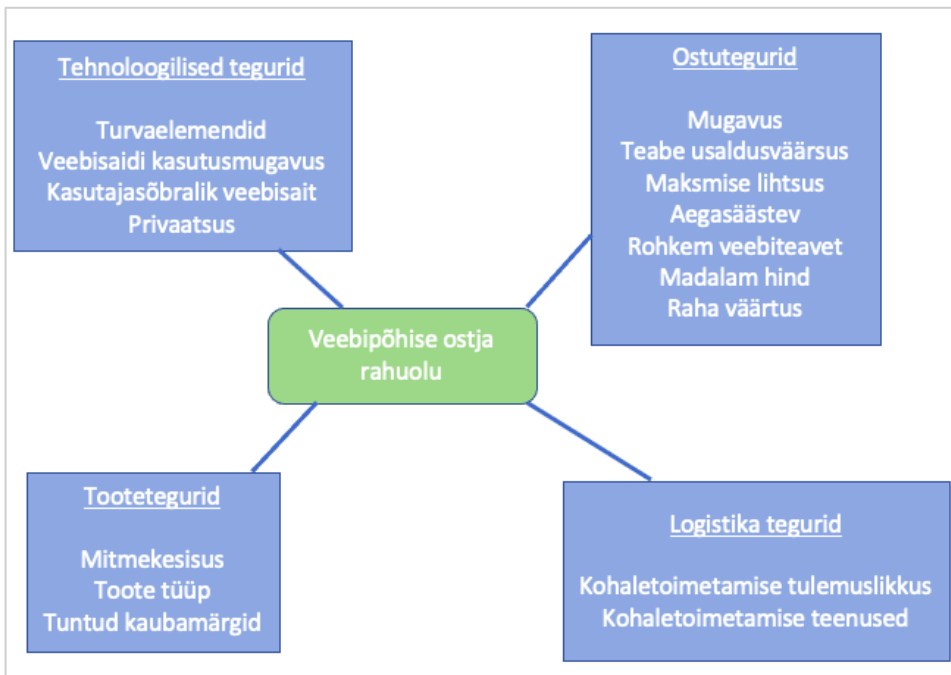 Tehnoloogilised tegurid
Turvaelemendid
Veebisaidi kasutusmugavus
Kasutajasõbralik veebisait
Privaatsus
Ostutegurid
Mugavus
Teabe usaldusväärsus
Maksmise lihtsus
Aegasäästev
Rohkem veebiteavet
Madalam hind
Raha väärtus
Veebipõhise ostja
rahuolu
Tootetegurid
Mitmekesisus
Toote tüüp
Tuntud kaubamärgid
Logistika tegurid
Kohaletoimetamise tulemuslikkus
Kohaletoimetamise teenused